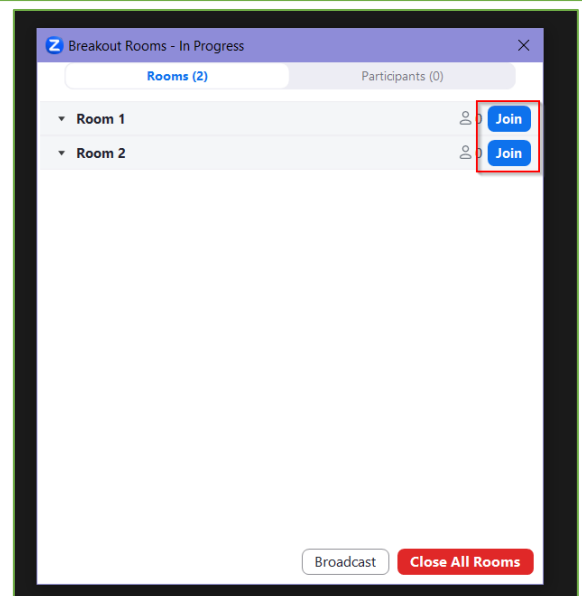 Breakout Rooms - In Progress
Rooms (2) Participants (0)
Room 1 0 Join
Room 2 0 Join
Broadcast Close All Rooms